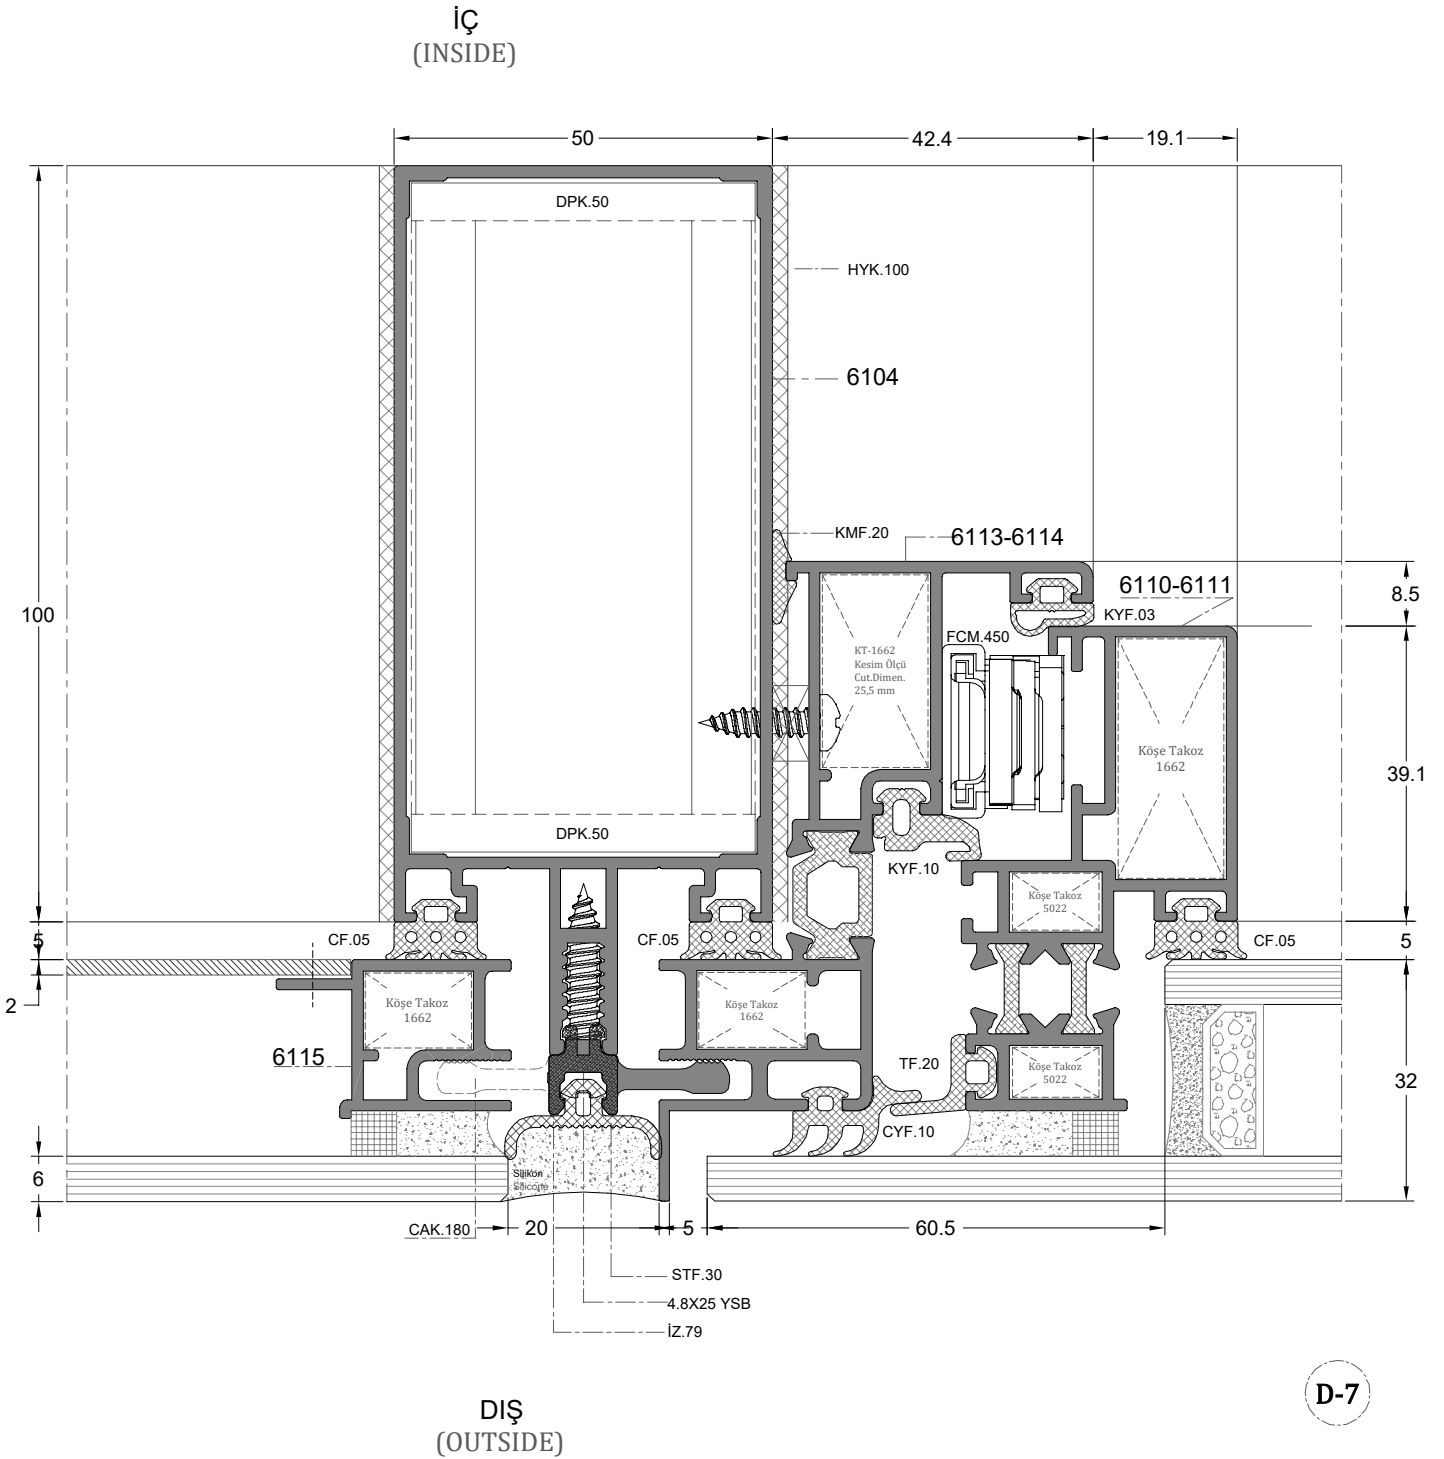 İÇ
(INSIDE)
50
42.4
19.1
DPK.50
HYK.100
6104
KMF.20
6113-6114
6110-6111
8.5
100
KYF.03
FCM.450
KT-1662
Kesim Ölçü
Cut.Dimen.
25,5 mm
Köşe Takoz
1662
39.1
DPK.50
KYF.10
Köşe Takoz
5022
CF.05
CF.05
CF.05
5
5
2
Köşe Takoz
1662
Köşe Takoz
1662
6115
TF.20
Köşe Takoz
5022
32
CYF.10
6
Silikon
Silicone
CAK.180
20
5
60.5
STF.30
4.8X25 YSB
İZ.79
D-7
DIŞ
(OUTSIDE)